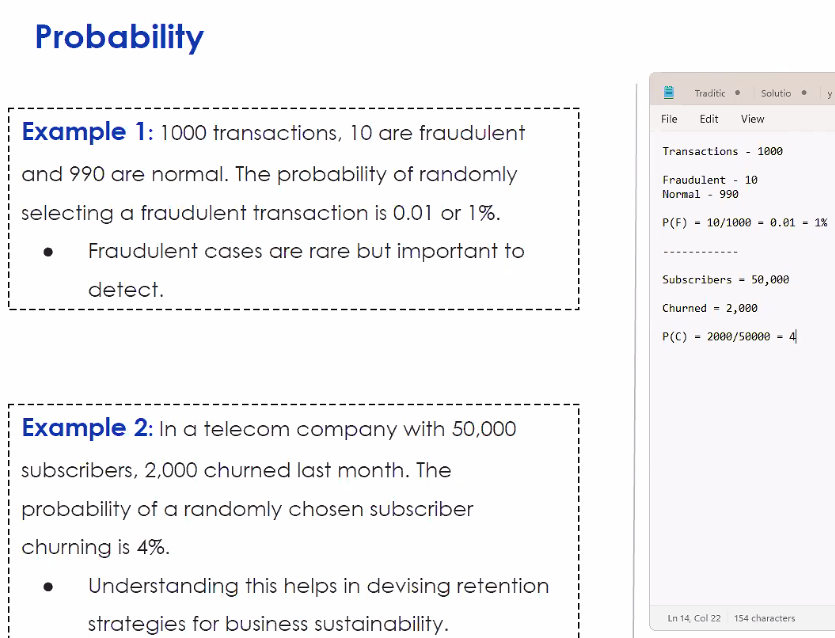 Probability
Example 1: 1000 transactions, 10 are fraudulent
and 990 are normal. The probability of randomly
selecting a fraudulent transaction is 0.01 or 1%.
● Fraudulent cases are rare but important to
detect.
Example 2: In a telecom company with 50,000
subscribers, 2,000 churned last month. The
probability of a randomly chosen subscriber
churning is 4%.
● Understanding this helps in devising retention
strategies for business sustainability.
Traditic ● Solutio ● y
File Edit View
Transactions - 1000
Fraudulent - 10
Normal - 990
P(F) = 10/1000 = 0.01 = 1%
------------
Subscribers = 50,000
Churned = 2,000
P(C) = 2000/50000 = 4
Ln 14, Col 22 154 characters